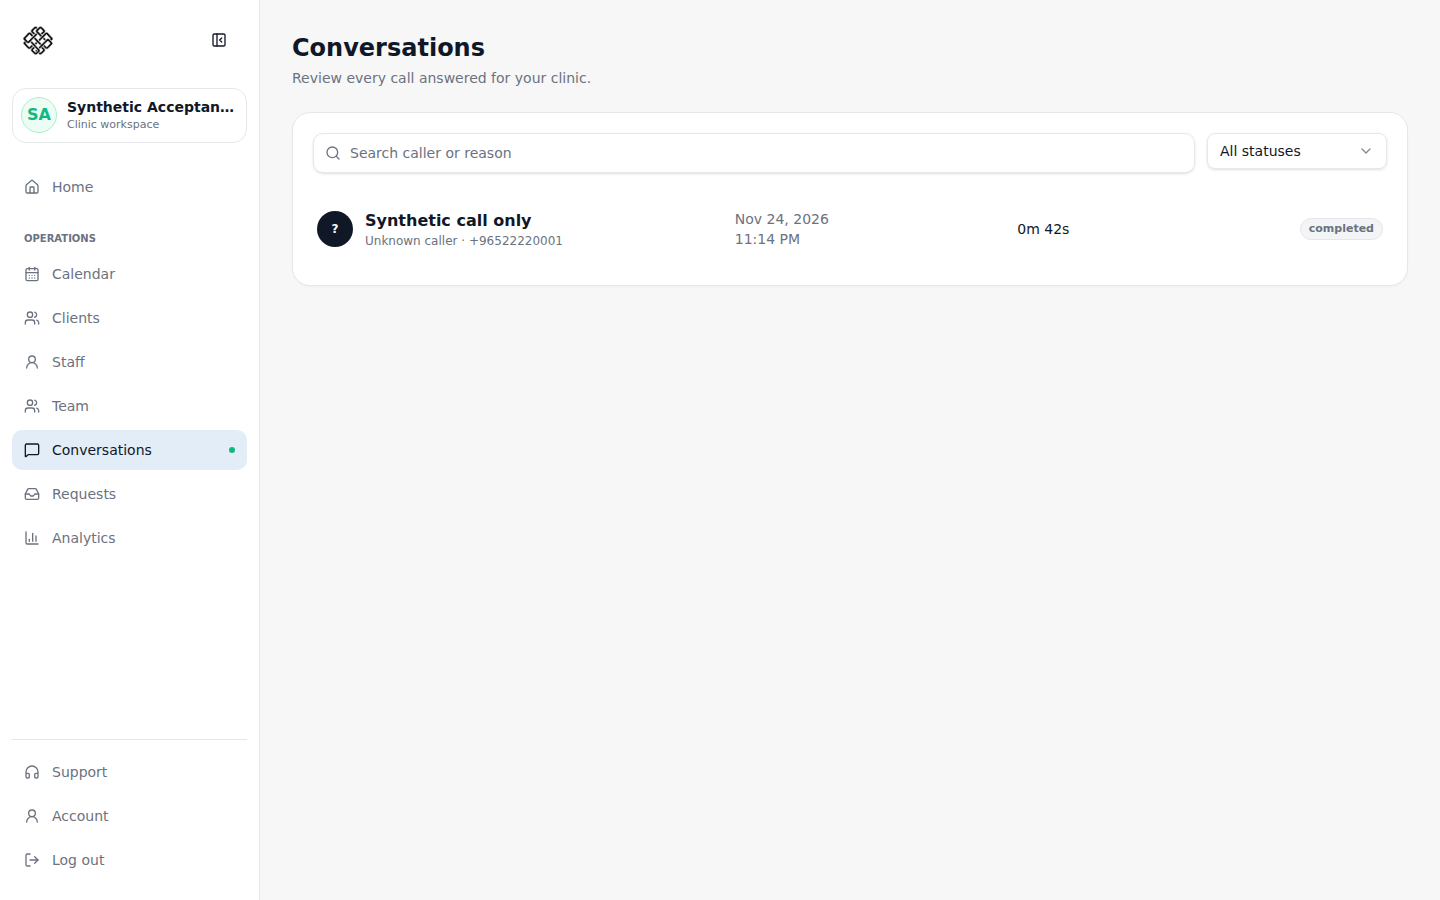 SA
Synthetic Acceptan...
Clinic workspace
Home
OPERATIONS
Calendar
Clients
Staff
Team
Conversations
Requests
Analytics
Support
Account
Log out
Conversations
Review every call answered for your clinic.
Search caller or reason
All statuses
?
Synthetic call only
Unknown caller · +96522220001
Nov 24, 2026
11:14 PM
0m 42s
completed